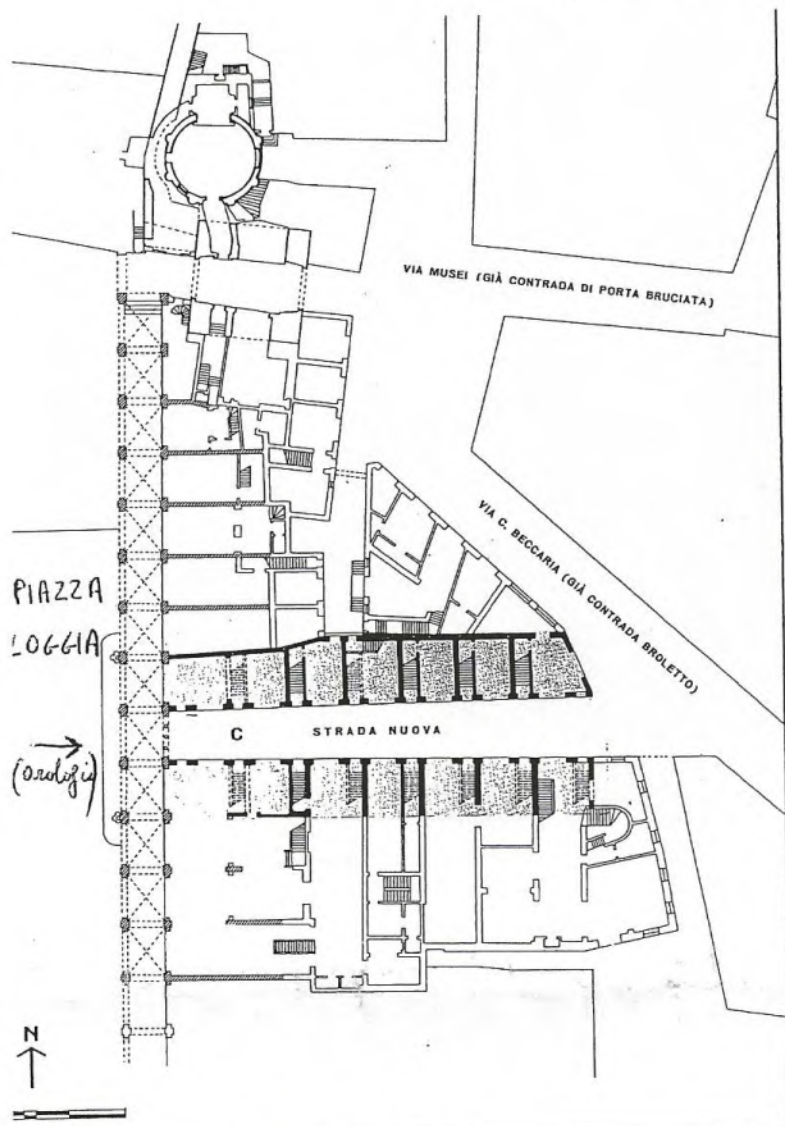 VIA MUSEI (GIÀ CONTRADA DI PORTA BRUCIATA)
VIA C. BECCARIA (GIÀ CONTRADA BROLETTO)
PIAZZA
LOGGIA
C STRADA NUOVA
(Orologio)
N